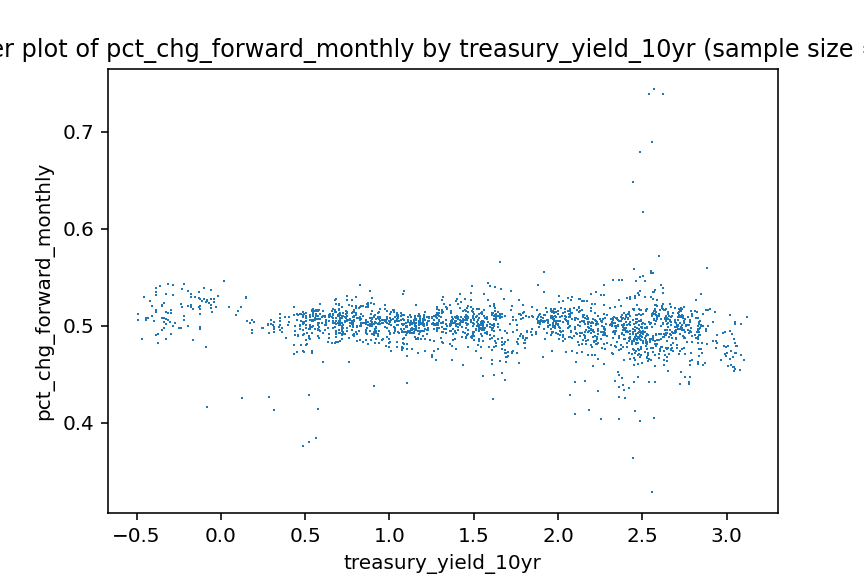 er plot of pct_chg_forward_monthly by treasury_yield_10yr (sample size
pct_chg_forward_monthly
0.7
0.6
0.5
0.4
−0.5 0.0 0.5 1.0 1.5 2.0 2.5 3.0
treasury_yield_10yr